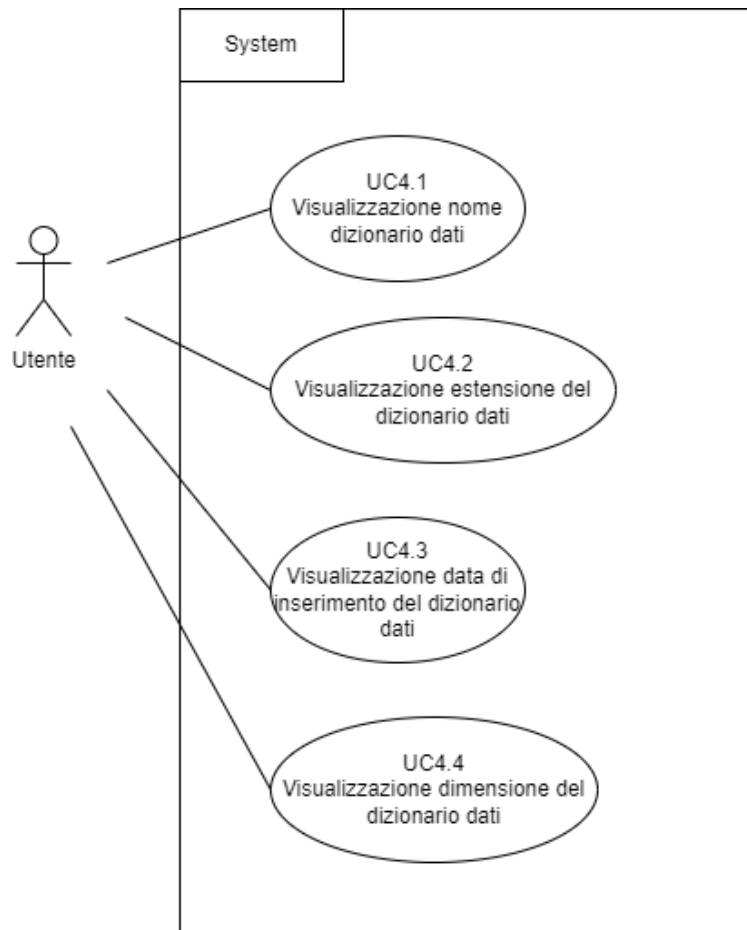 System
UC4.1
Visualizzazione nome
dizionario dati
Utente
UC4.2
Visualizzazione estensione del
dizionario dati
UC4.3
Visualizzazione data di
inserimento del dizionario
dati
UC4.4
Visualizzazione dimensione del
dizionario dati